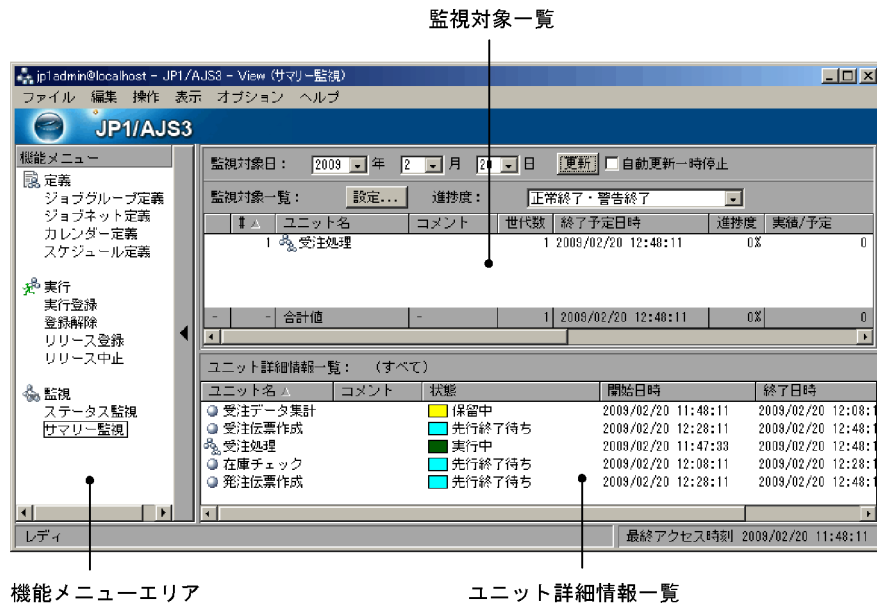 監視対象一覧
jp1admin@localhost - JP1/AJS3 - View (サマリー監視)
ファイル 編集 操作 表示 オプション ヘルプ
JP1/AJS3
機能メニュー
定義
ジョブグループ定義
ジョブネット定義
カレンダー定義
スケジュール定義
実行
実行登録
登録解除
リリース登録
リリース中止
監視
ステータス監視
サマリー監視
監視対象日： 2009 年 2 月 20 日 更新 自動更新一時停止
監視対象一覧： 設定... 進捗度： 正常終了・警告終了
# △ ユニット名 コメント 世代数 終了予定日時 進捗度 実績/予定
1 受注処理 1 2009/02/20 12:48:11 0% 0
- - 合計値 - 1 2009/02/20 12:48:11 0% 0
ユニット詳細情報一覧： （すべて）
ユニット名 △ コメント 状態 開始日時 終了日時
受注データ集計 保留中 2009/02/20 11:48:11 2009/02/20 12:08:1
受注伝票作成 先行終了待ち 2009/02/20 12:28:11 2009/02/20 12:48:1
受注処理 実行中 2009/02/20 11:47:33 2009/02/20 12:48:1
在庫チェック 先行終了待ち 2009/02/20 12:08:11 2009/02/20 12:28:1
発注伝票作成 先行終了待ち 2009/02/20 12:28:11 2009/02/20 12:48:1
レディ 最終アクセス時刻 2009/02/20 11:48:11
機能メニューエリア ユニット詳細情報一覧